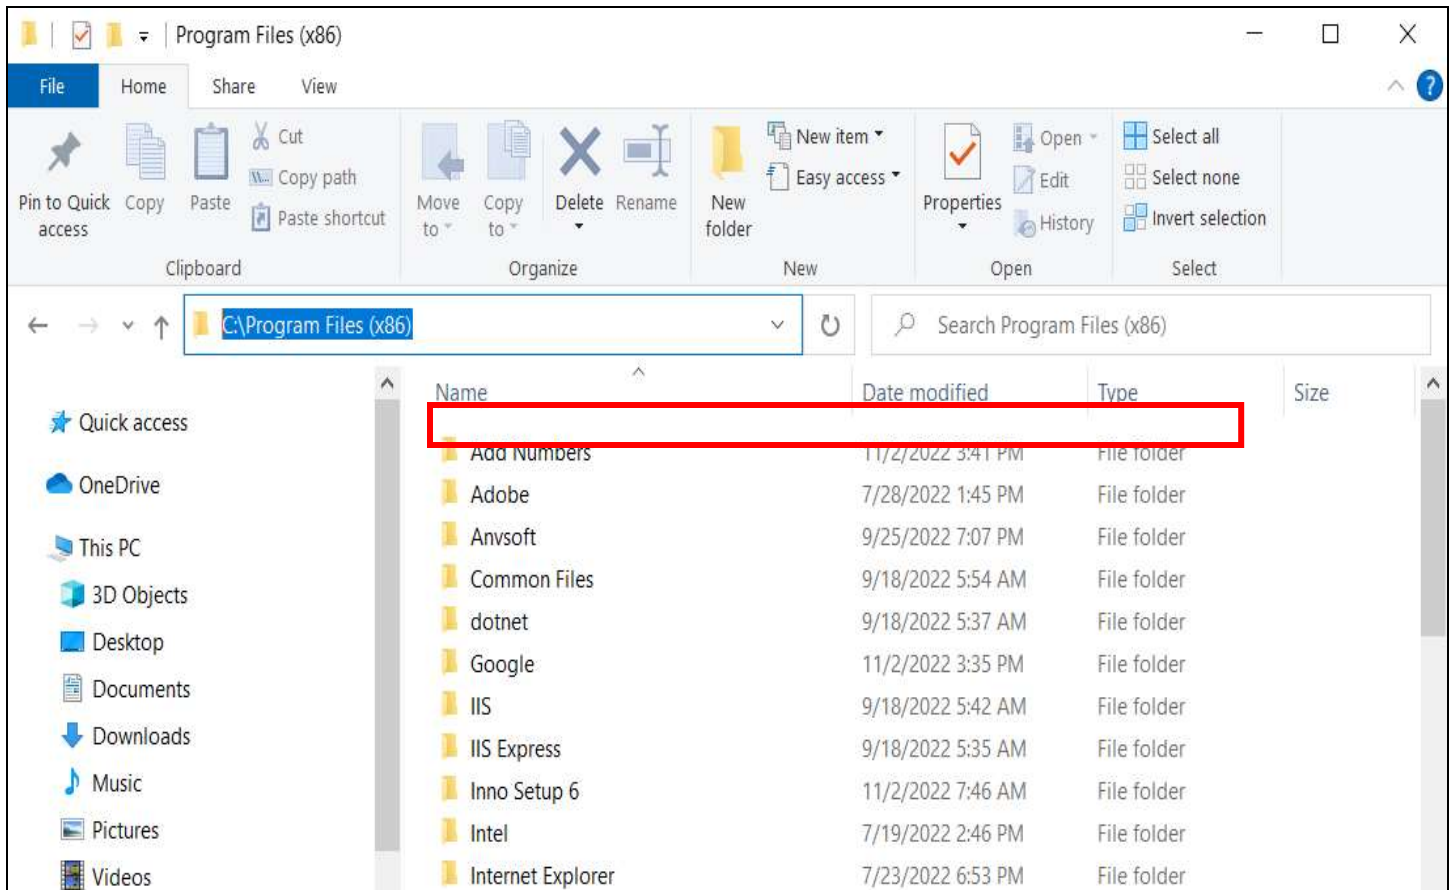 Program Files (x86)
File Home Share View
?
Pin to Quick access
Copy
Paste
Cut
W... Copy path
Paste shortcut
Clipboard
Move to
Copy to
Delete
Rename
Organize
New folder
New item
Easy access
New
Properties
Open
Edit
History
Open
Select all
Select none
Invert selection
Select
C:\Program Files (x86)
Search Program Files (x86)
Quick access
OneDrive
This PC
3D Objects
Desktop
Documents
Downloads
Music
Pictures
Videos
Name Date modified Type Size
Add Numbers 11/2/2022 3:41 PM File folder
Adobe 7/28/2022 1:45 PM File folder
Anvsoft 9/25/2022 7:07 PM File folder
Common Files 9/18/2022 5:54 AM File folder
dotnet 9/18/2022 5:37 AM File folder
Google 11/2/2022 3:35 PM File folder
IIS 9/18/2022 5:42 AM File folder
IIS Express 9/18/2022 5:35 AM File folder
Inno Setup 6 11/2/2022 7:46 AM File folder
Intel 7/19/2022 2:46 PM File folder
Internet Explorer 7/23/2022 6:53 PM File folder